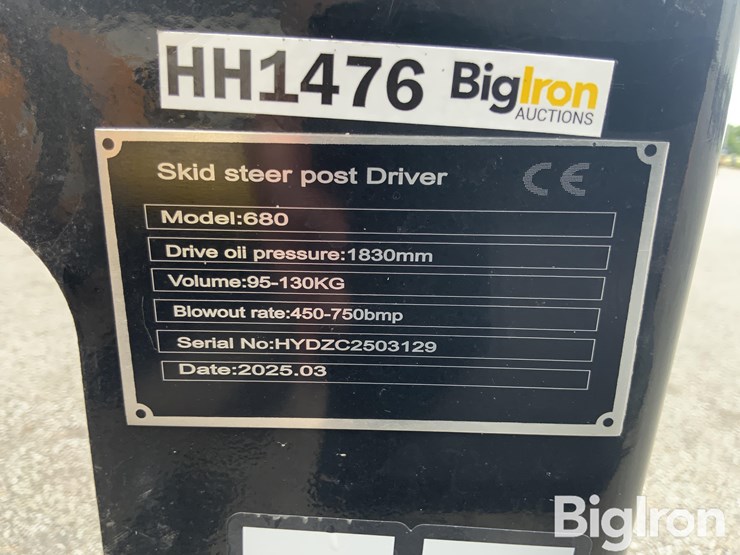 HH1476 BigIron
AUCTIONS
Skid steer post Driver CE
Model:680
Drive oii pressure:1830mm
Volume:95-130KG
Blowout rate:450-750bmp
Serial No:HYDZC2503129
Date:2025.03
BigIron